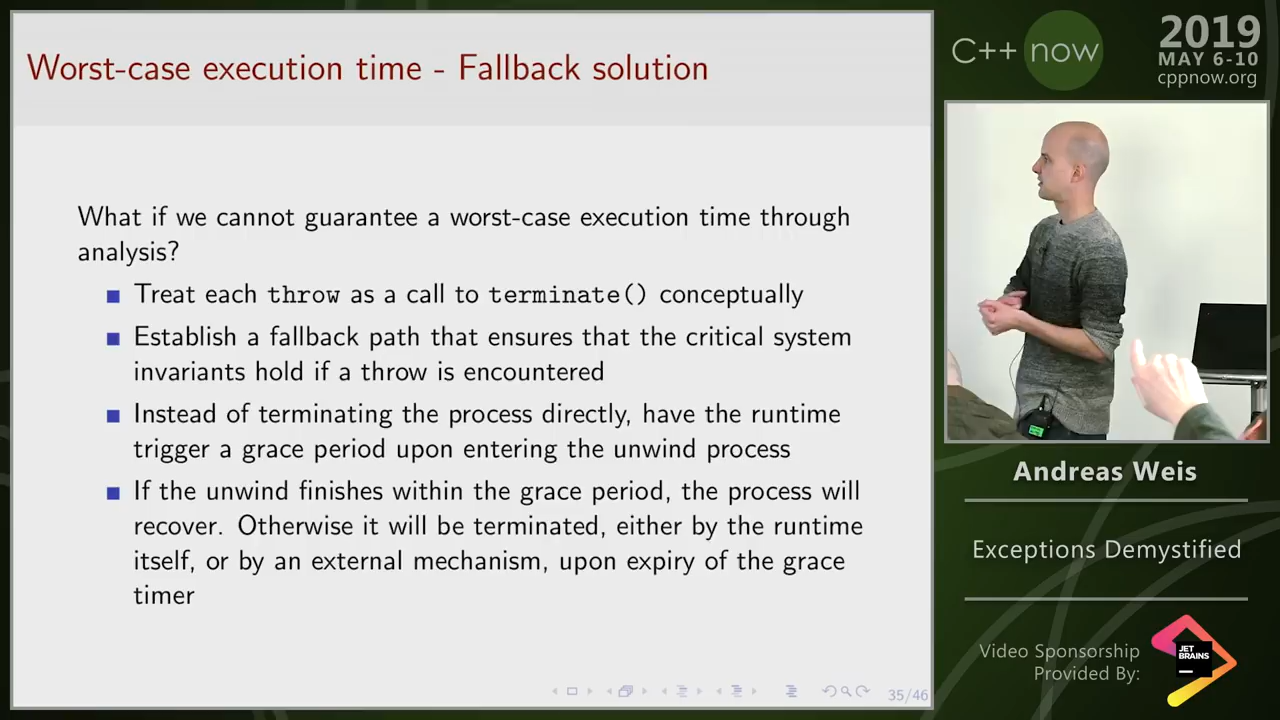 Worst-case execution time - Fallback solution
What if we cannot guarantee a worst-case execution time through
analysis?
Treat each throw as a call to terminate() conceptually
Establish a fallback path that ensures that the critical system
invariants hold if a throw is encountered
Instead of terminating the process directly, have the runtime
trigger a grace period upon entering the unwind process
If the unwind finishes within the grace period, the process will
recover. Otherwise it will be terminated, either by the runtime
itself, or by an external mechanism, upon expiry of the grace
timer
35/46
C++ now
2019
MAY 6-10
cppnow.org
Andreas Weis
Exceptions Demystified
Video Sponsorship
Provided By:
JET
BRAINS